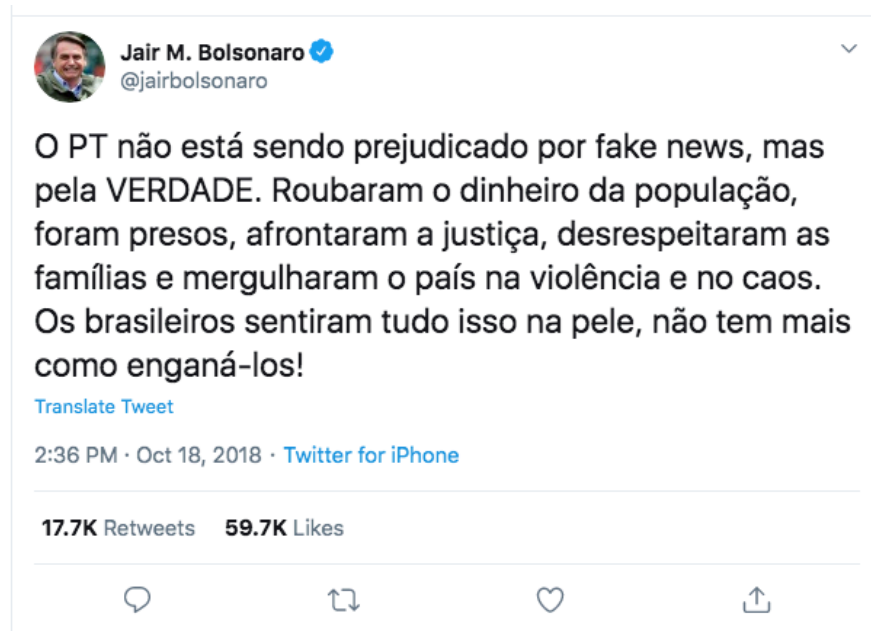 Jair M. Bolsonaro
@jairbolsonaro
O PT não está sendo prejudicado por fake news, mas
pela VERDADE. Roubaram o dinheiro da população,
foram presos, afrontaram a justiça, desrespeitaram as
famílias e mergulharam o país na violência e no caos.
Os brasileiros sentiram tudo isso na pele, não tem mais
como enganá-los!
Translate Tweet
2:36 PM · Oct 18, 2018 · Twitter for iPhone
17.7K Retweets 59.7K Likes